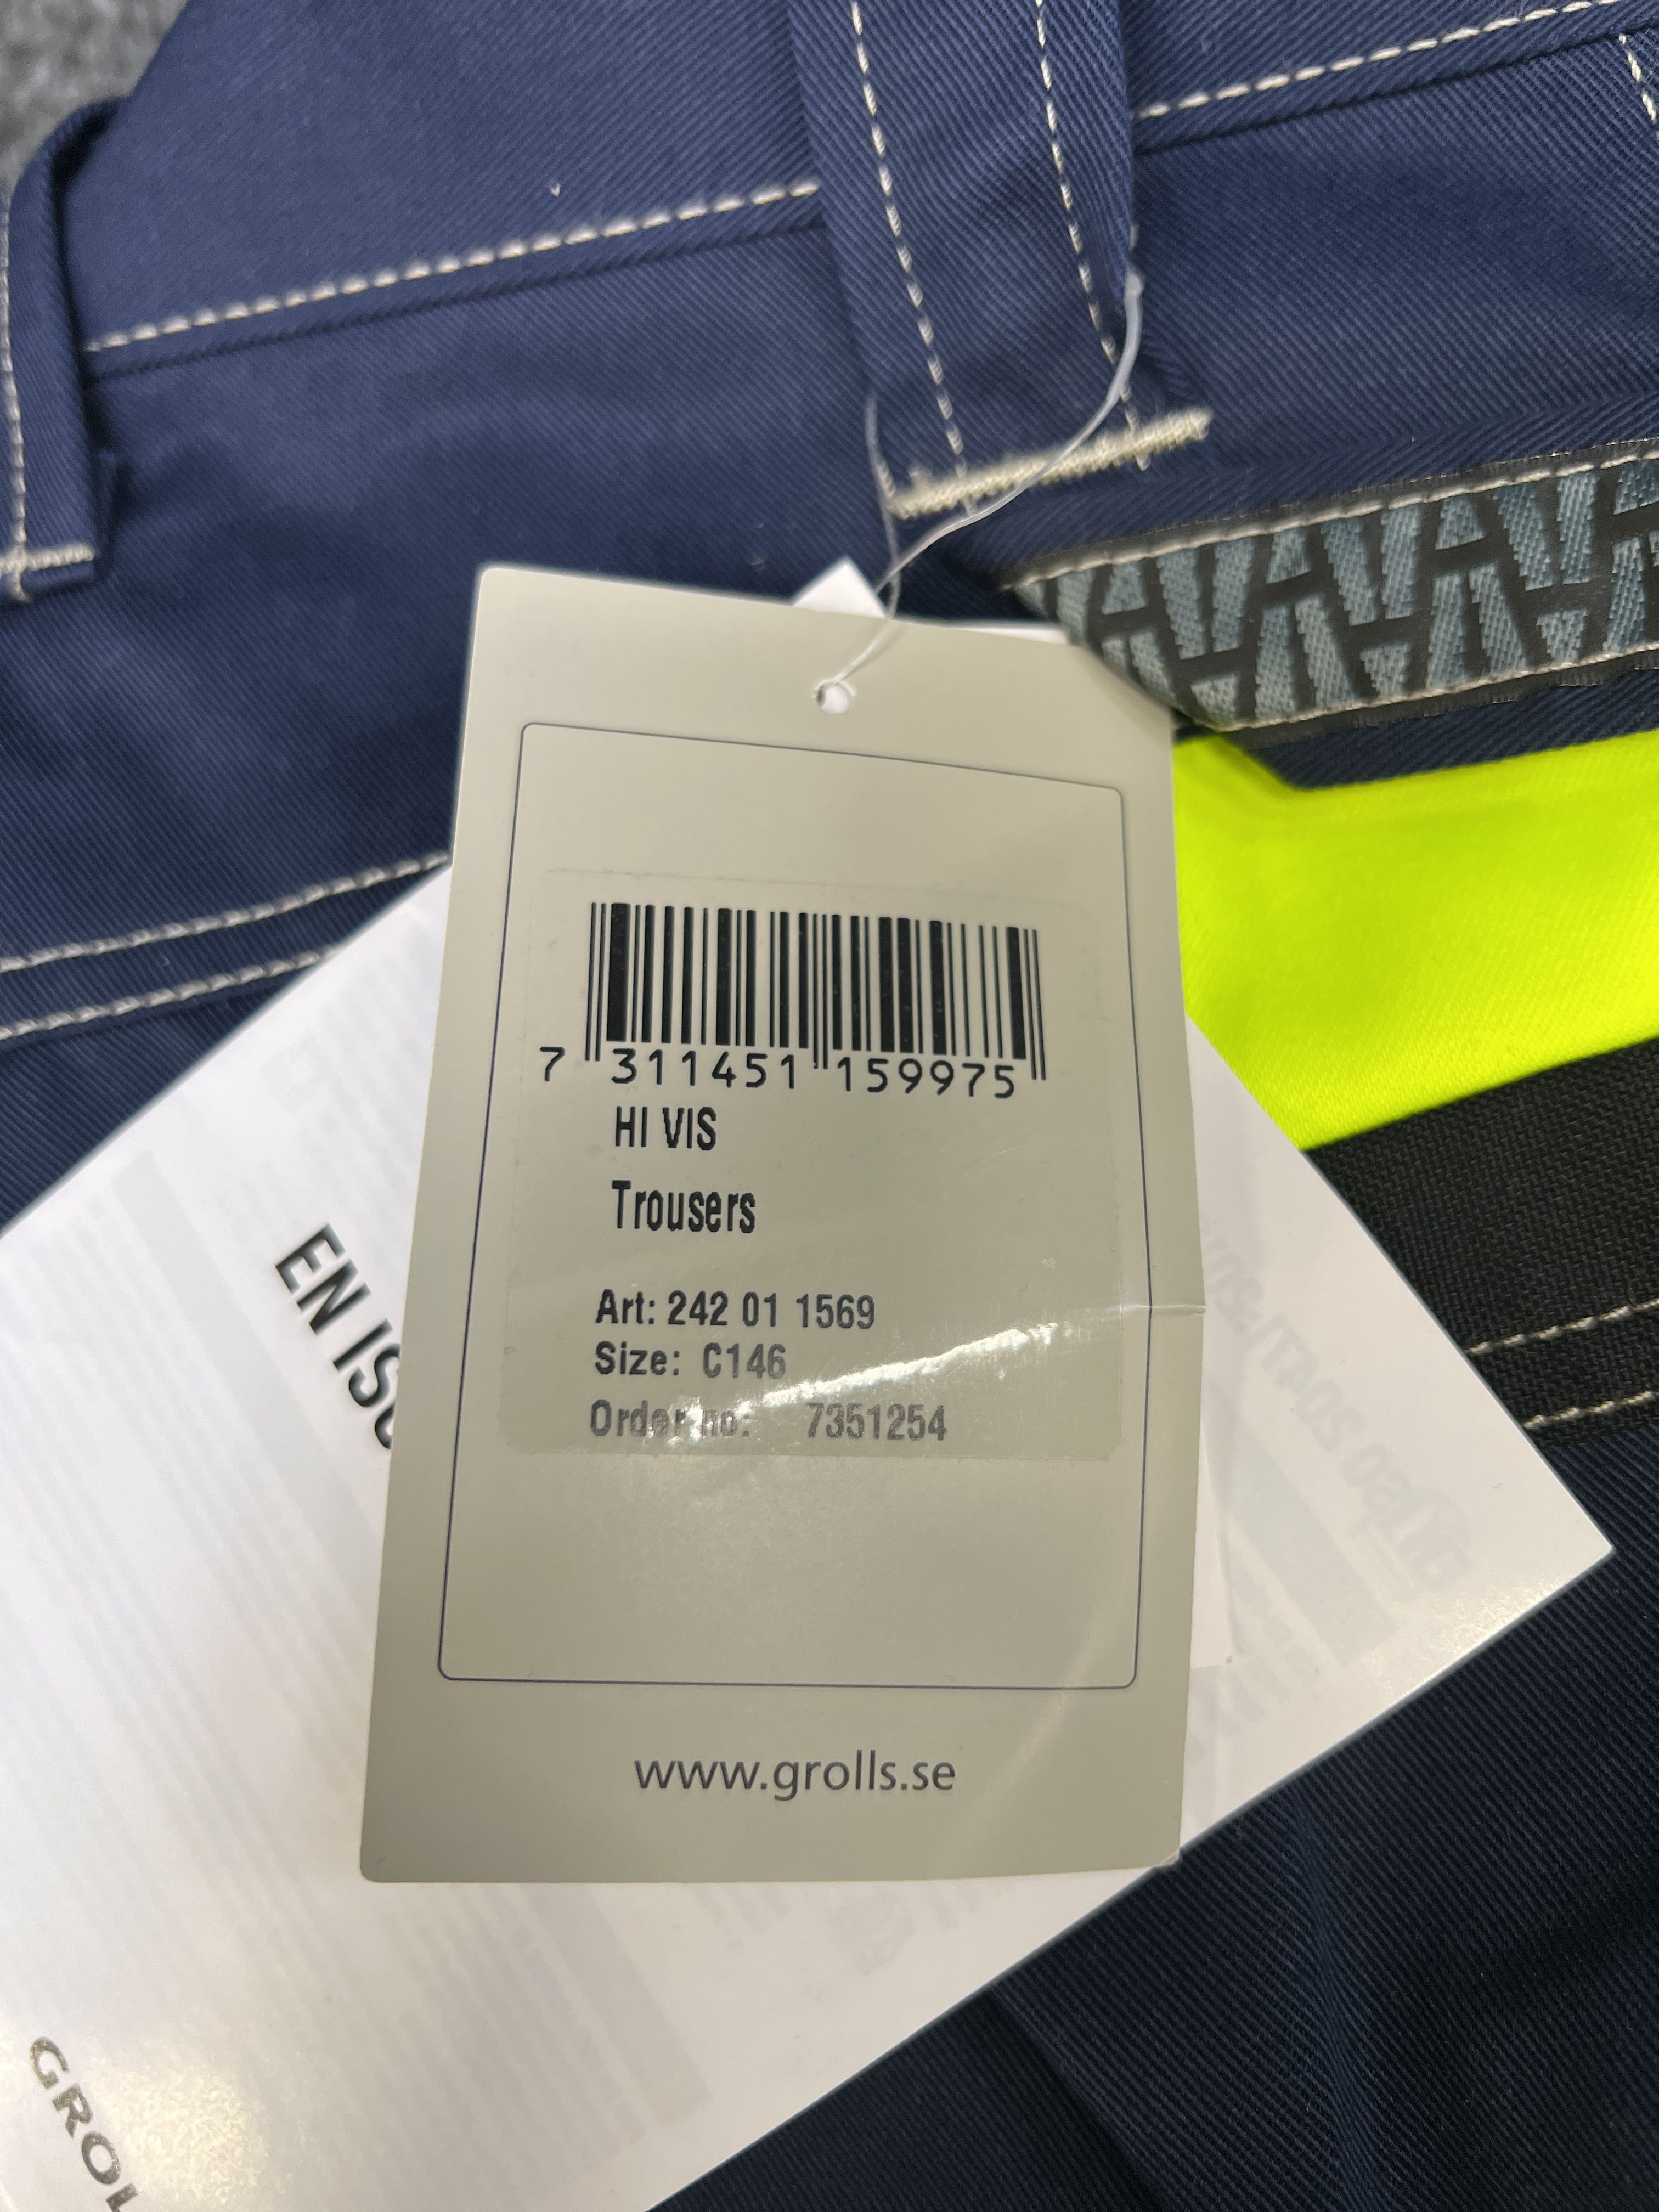 7 311451 159975
HI VIS
Trousers
Art: 242 01 1569
Size: C146
Order no: 7351254
www.grolls.se
EN ISO
GROL